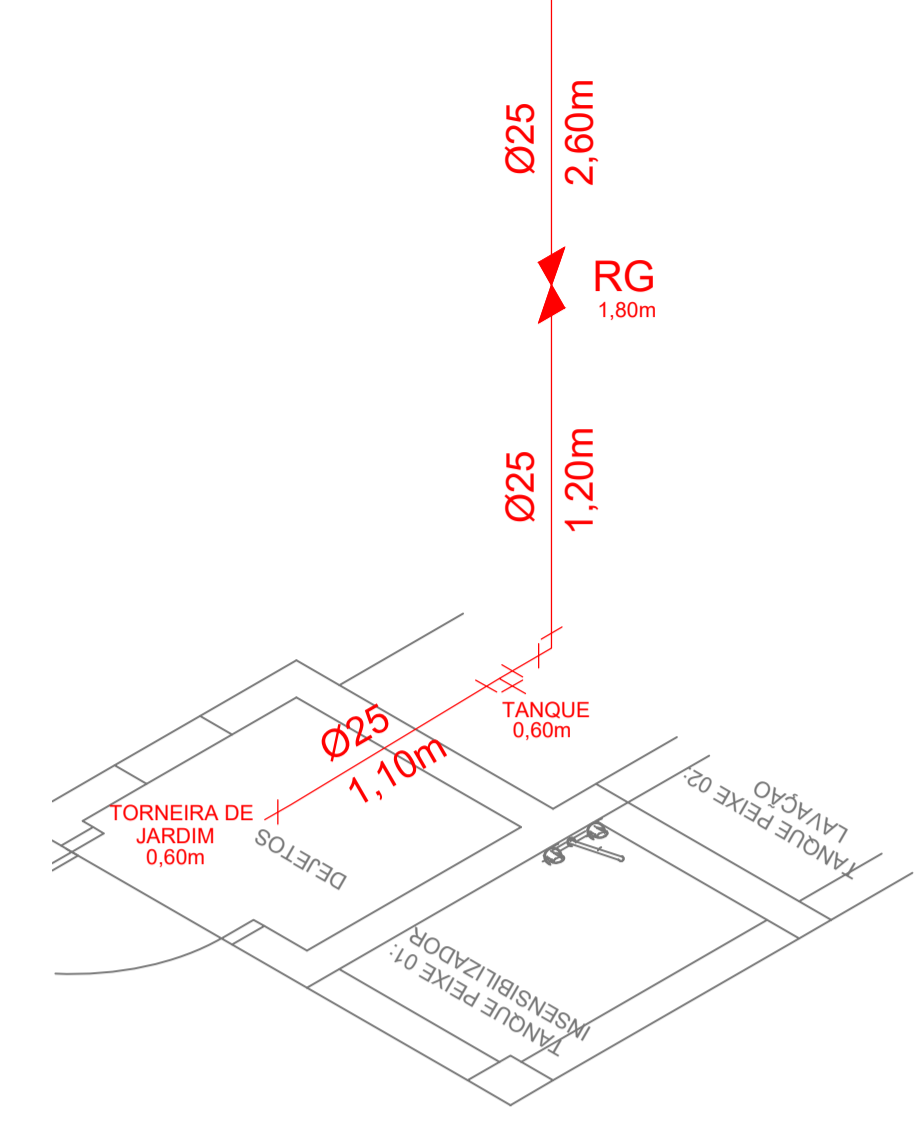 Ø25
2,60m
RG
1,80m
Ø25
1,20m
TANQUE
0,60m
Ø25
1,10m
TORNEIRA DE
JARDIM
0,60m
DEJETOS
TANQUE PEIXE 02:
LAVAÇÃO
TANQUE PEIXE 01:
INSENSIBILIZADOR